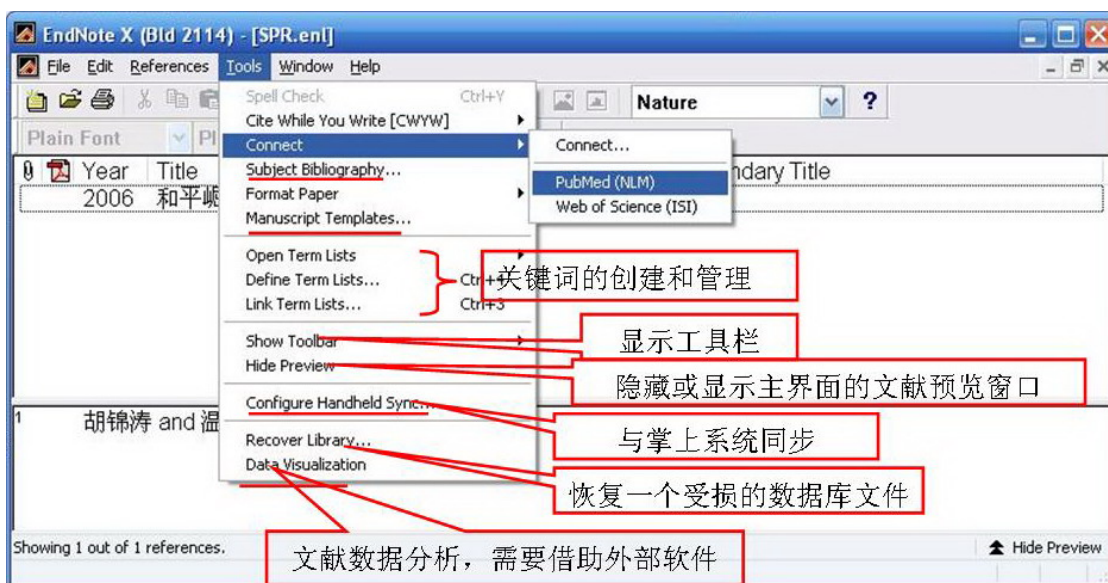 EndNote X (Bld 2114) - [SPR.enl]
File Edit References Tools Window Help
Nature
?
Plain Font
Pl
Year Title
ndary Title
2006 和平崛
Spell Check Ctrl+Y
Cite While You Write [CWYW]
Connect
Subject Bibliography...
Format Paper
Manuscript Templates...
Open Term Lists
Define Term Lists... Ctrl+
Link Term Lists... Ctrl+3
Show Toolbar
Hide Preview
Configure Handheld Sync...
Recover Library...
Data Visualization
Connect...
PubMed (NLM)
Web of Science (ISI)
关键词的创建和管理
显示工具栏
隐藏或显示主界面的文献预览窗口
与掌上系统同步
恢复一个受损的数据库文件
文献数据分析，需要借助外部软件
1 胡锦涛 and 温
Showing 1 out of 1 references.
Hide Preview